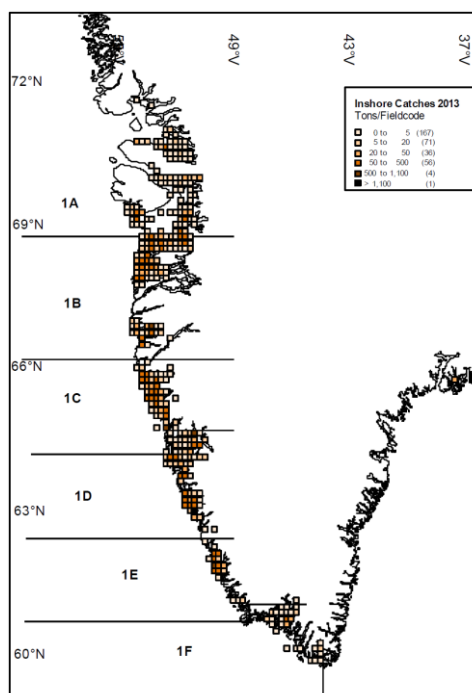 49°V
43°V
37°V
72°N
Inshore Catches 2013
Tons/Fieldcode
0 to 5 (167)
5 to 20 (71)
20 to 50 (36)
50 to 500 (56)
500 to 1,100 (4)
> 1,100 (1)
1A
69°N
1B
66°N
1C
1D
63°N
1E
1F
60°N